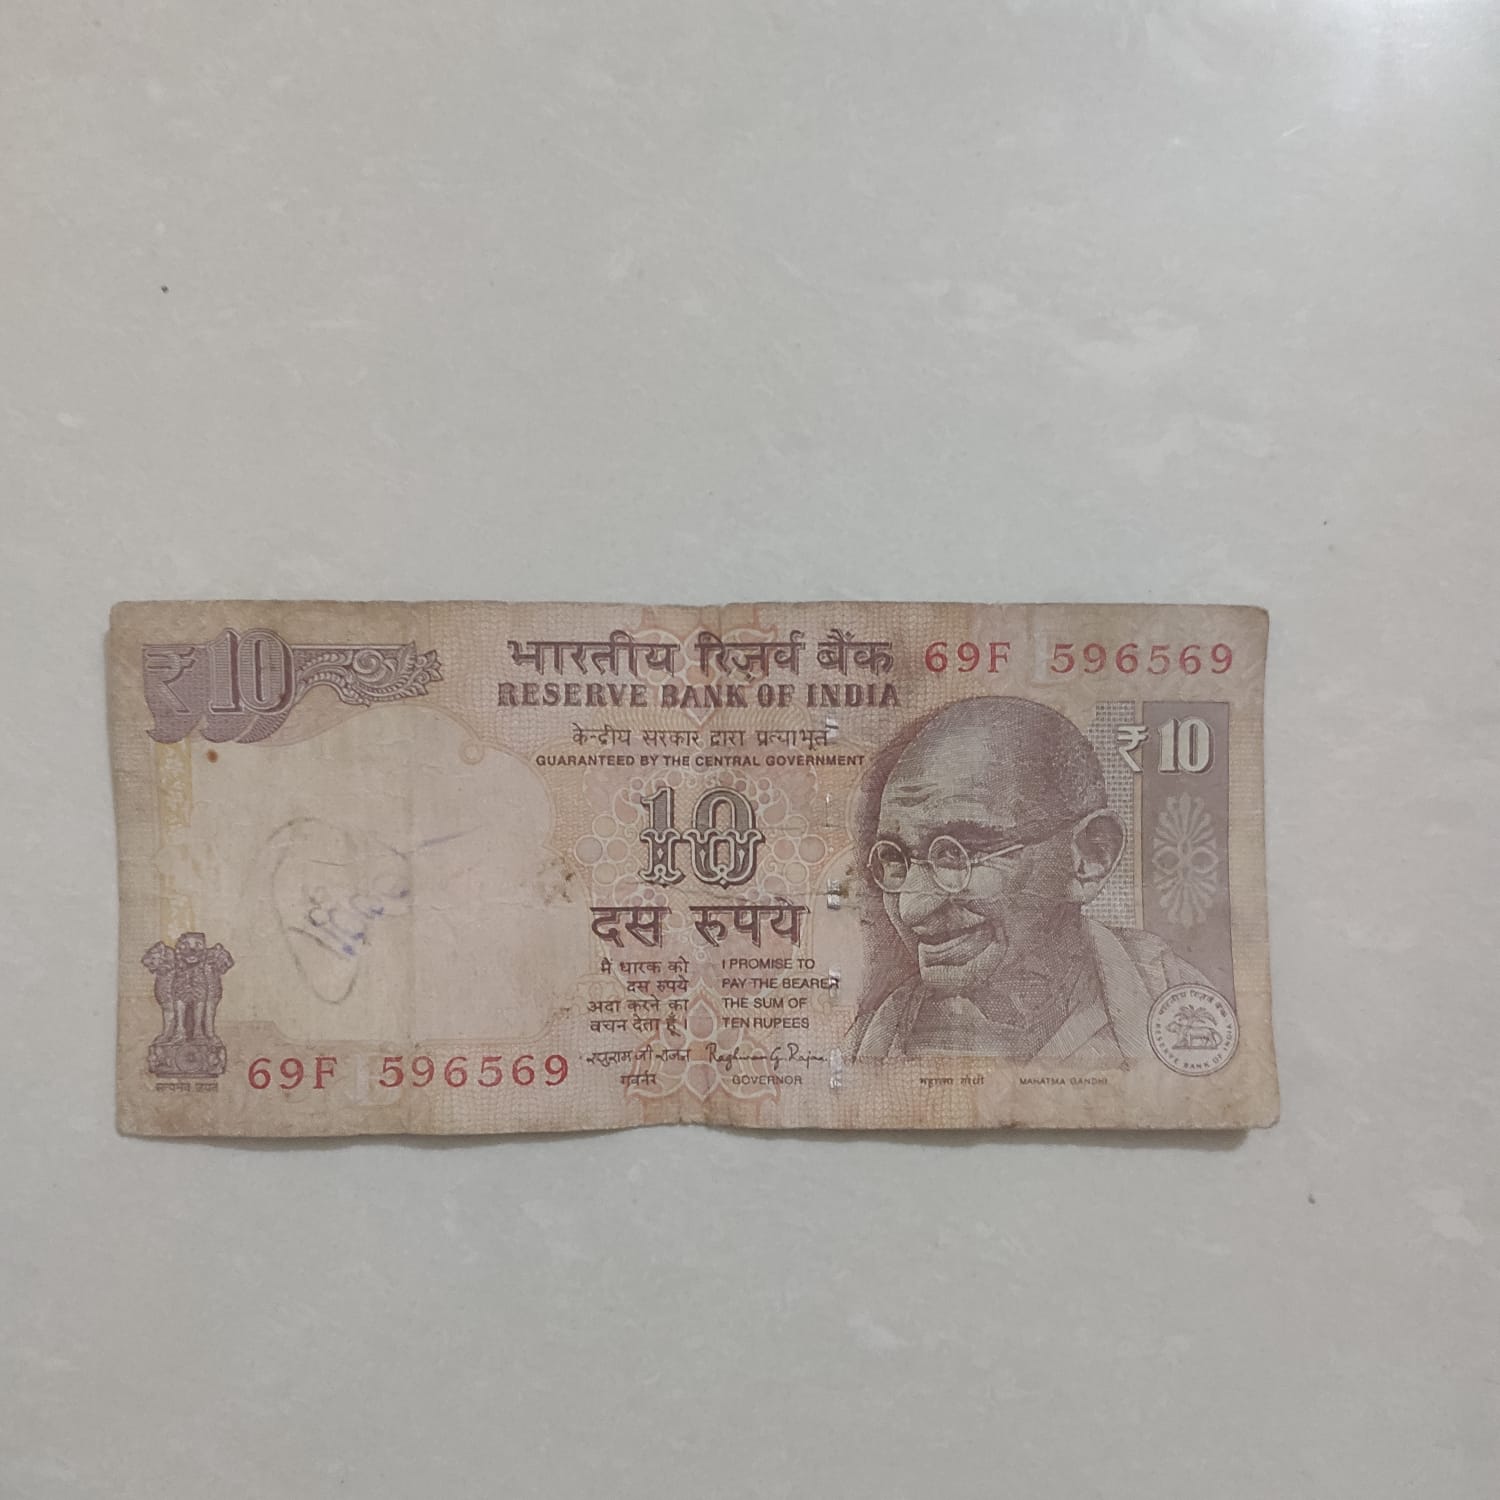 ₹10
भारतीय रिज़र्व बैंक
RESERVE BANK OF INDIA
69F 596569
केन्द्रीय सरकार द्वारा प्रत्याभूत
GUARANTEED BY THE CENTRAL GOVERNMENT
₹10
10
दस रुपये
मैं धारक को
दस रुपये
अदा करने का
वचन देता हूँ।
I PROMISE TO
PAY THE BEARER
THE SUM OF
TEN RUPEES
रघुराम जी राजन
Raghuram G. Rajan
गवर्नर
GOVERNOR
सत्यमेव जयते
69F 596569
महात्मा गांधी
MAHATMA GANDHI
भारतीय रिज़र्व बैंक
RESERVE BANK OF INDIA